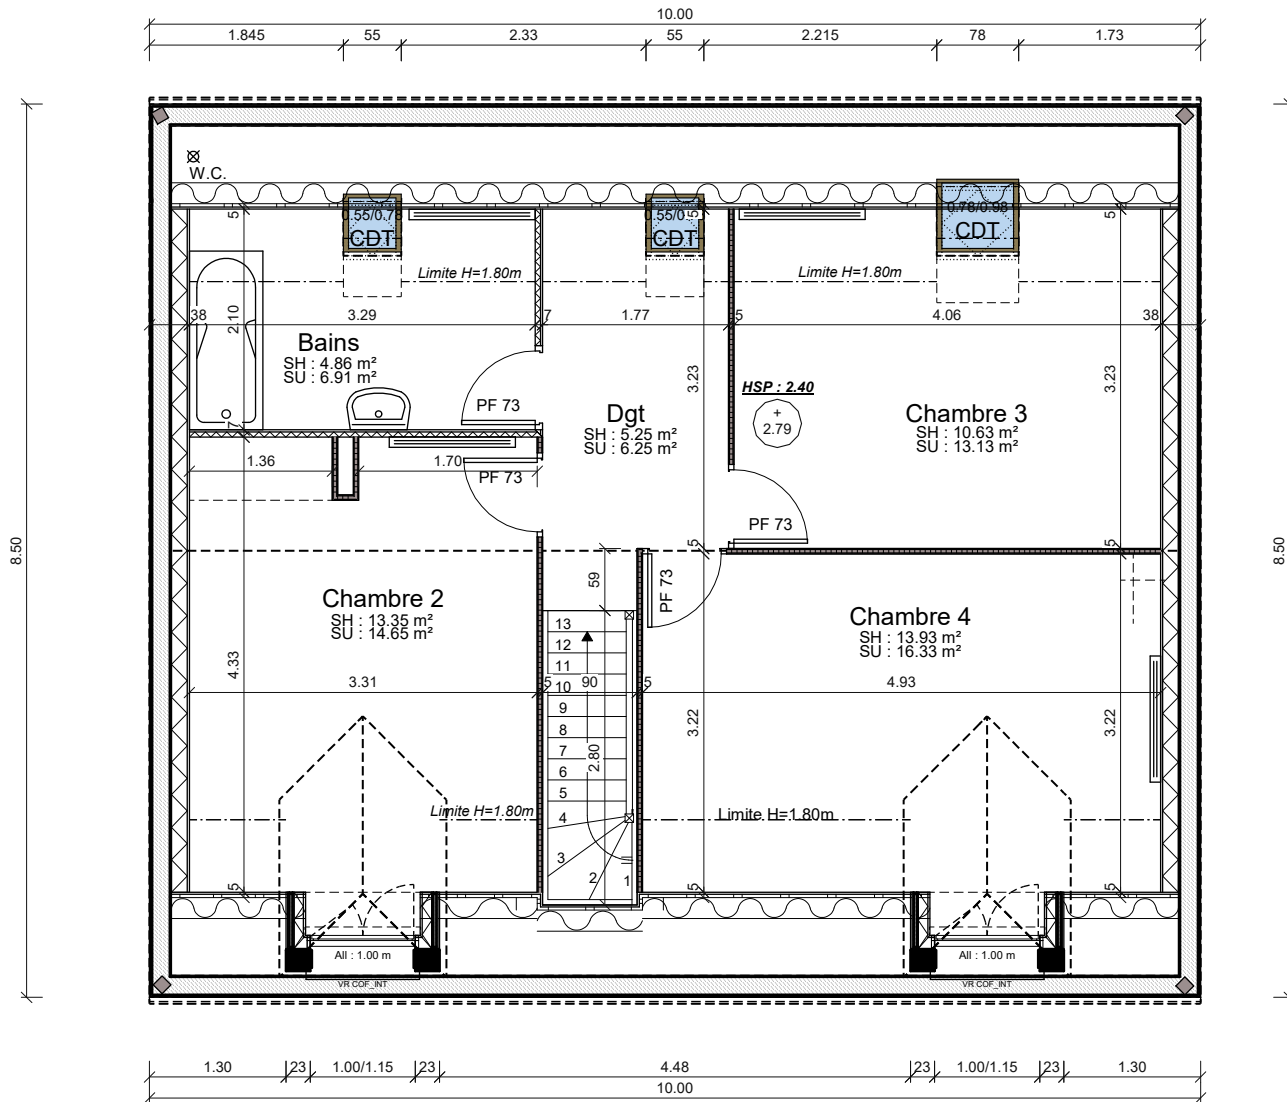 10.00
1.845
55
2.33
55
2.215
78
1.73
8.50
8.50
W.C.
5
0.55/0.78
CDT
CDT
5
0.78/0.98
CDT
5
Limite H=1.80m
Limite H=1.80m
38
3.29
7
1.77
5
4.06
38
2.10
Bains
SH : 4.86 m²
SU : 6.91 m²
3.23
3.23
HSP : 2.40
+
2.79
PF 73
Dgt
SH : 5.25 m²
SU : 6.25 m²
Chambre 3
SH : 10.63 m²
SU : 13.13 m²
7
1.36
1.70
PF 73
PF 73
5
5
59
PF 73
Chambre 2
SH : 13.35 m²
SU : 14.65 m²
Chambre 4
SH : 13.93 m²
SU : 16.33 m²
13
12
11
10
9
8
7
6
5
4
3
2
1
4.33
3.31
5
90
5
4.93
3.22
3.22
2.80
Limite H=1.80m
Limite H=1.80m
5
5
5
All : 1.00 m
All : 1.00 m
VR COF_INT
VR COF_INT
1.30
23
1.00/1.15
23
4.48
23
1.00/1.15
23
1.30
10.00